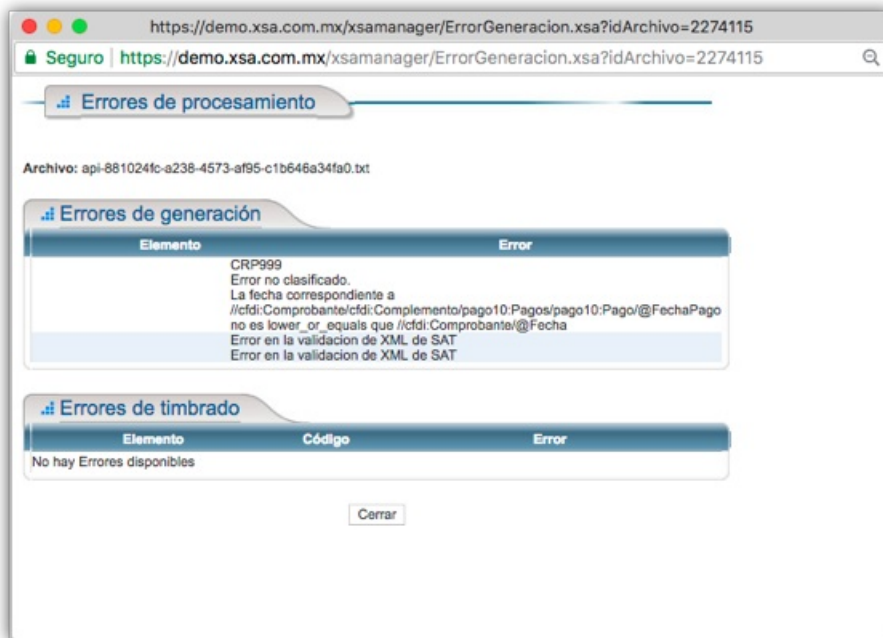 https://demo.xsa.com.mx/xsamanager/ErrorGeneracion.xsa?idArchivo=2274115
Seguro | https://demo.xsa.com.mx/xsamanager/ErrorGeneracion.xsa?idArchivo=2274115
Errores de procesamiento
Archivo: api-881024fc-a238-4573-af95-c1b646a34fa0.txt
Errores de generación
Elemento Error
CRP999
Error no clasificado.
La fecha correspondiente a
//cfdi:Comprobante/cfdi:Complemento/pago10:Pagos/pago10:Pago/@FechaPago
no es lower_or_equals que //cfdi:Comprobante/@Fecha
Error en la validacion de XML de SAT
Error en la validacion de XML de SAT
Errores de timbrado
Elemento Código Error
No hay Errores disponibles
Cerrar